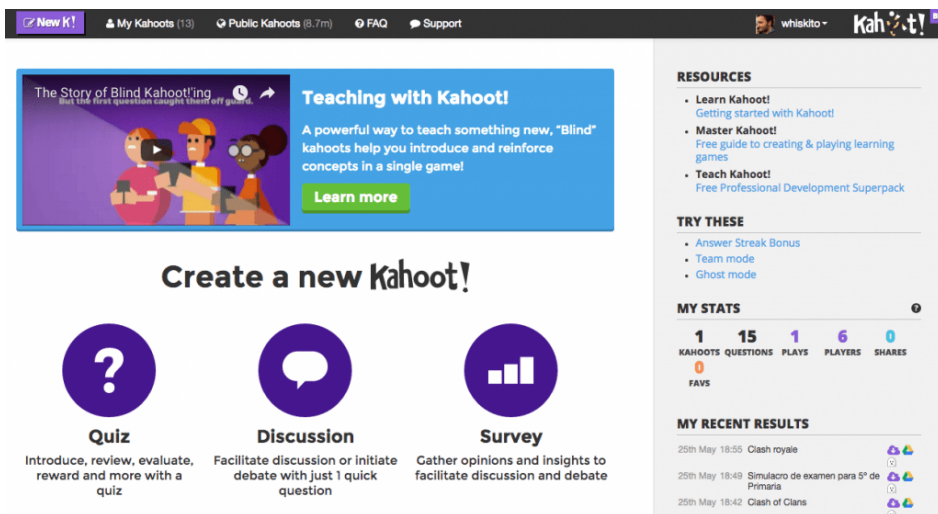 New K!
My Kahoots (13)
Public Kahoots (8.7m)
FAQ
Support
whiskito
Kahoot!
The Story of Blind Kahoot!'ing
But the first question caught them off guard.
Teaching with Kahoot!
A powerful way to teach something new, "Blind"
kahoots help you introduce and reinforce
concepts in a single game!
Learn more
Create a new Kahoot!
Quiz
Introduce, review, evaluate,
reward and more with a
quiz
Discussion
Facilitate discussion or initiate
debate with just 1 quick
question
Survey
Gather opinions and insights to
facilitate discussion and debate
RESOURCES
Learn Kahoot!
Getting started with Kahoot!
Master Kahoot!
Free guide to creating & playing learning
games
Teach Kahoot!
Free Professional Development Superpack
TRY THESE
Answer Streak Bonus
Team mode
Ghost mode
MY STATS
1 15 1 6 0
KAHOOTS QUESTIONS PLAYS PLAYERS SHARES
0
FAVS
MY RECENT RESULTS
25th May 18:55 Clash royale
25th May 18:49 Simulacro de examen para 5º de
Primaria
25th May 18:42 Clash of Clans